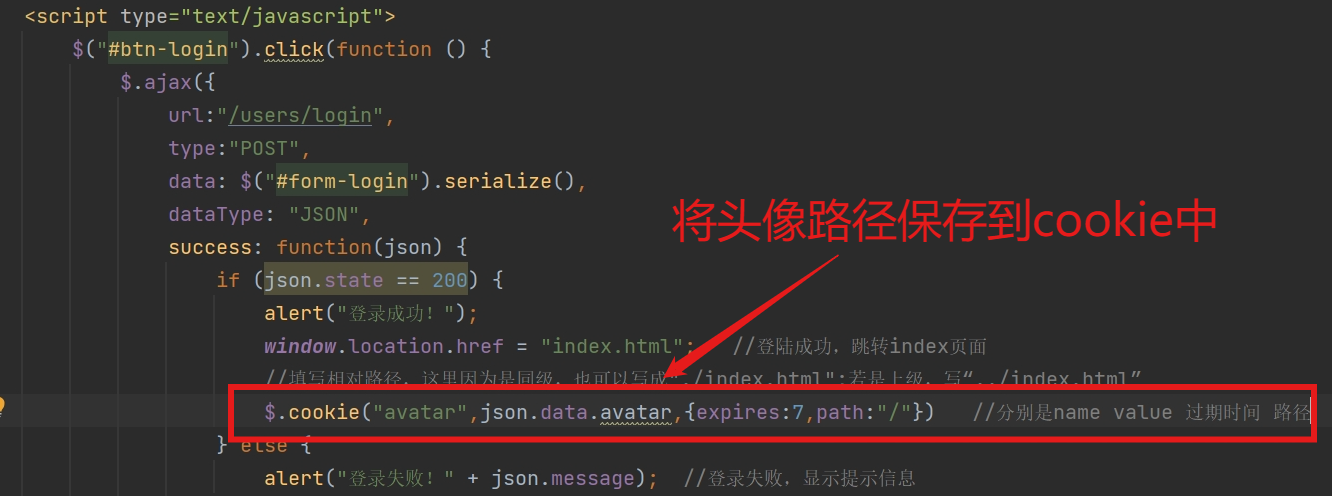 <script type="text/javascript">
$("#btn-login").click(function () {
$.ajax({
url:"/users/login",
type:"POST",
data: $("#form-login").serialize(),
dataType: "JSON",
将头像路径保存到cookie中
success: function(json) {
if (json.state == 200) {
alert("登录成功！");
window.location.href = "index.html"; //登陆成功，跳转index页面
//填写相对路径，这里因为是同级，也可以写成"./index.html";若是上级，写“../index.html”
$.cookie("avatar",json.data.avatar,{expires:7,path:"/"}) //分别是name value 过期时间 路径
} else {
alert("登录失败！" + json.message); //登录失败，显示提示信息